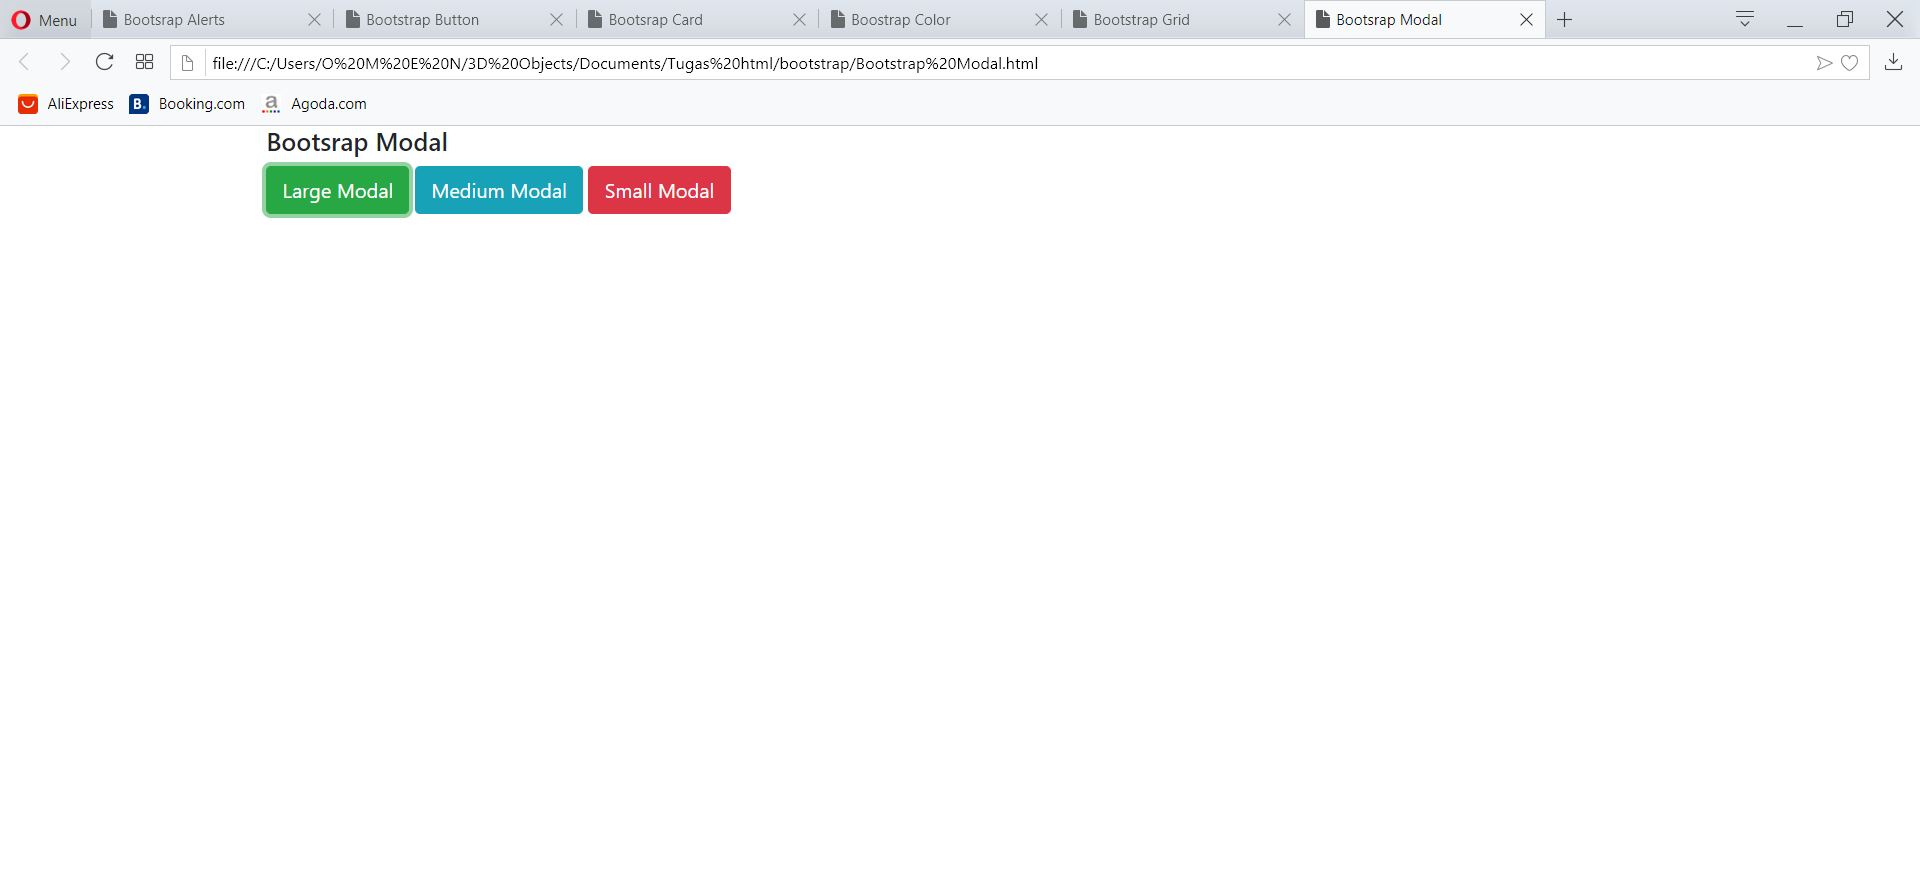 Menu Bootsrap Alerts Bootstrap Button Bootsrap Card Boostrap Color Bootstrap Grid Bootsrap Modal
file:///C:/Users/O%20M%20E%20N/3D%20Objects/Documents/Tugas%20html/bootstrap/Bootstrap%20Modal.html
AliExpress B. Booking.com a Agoda.com
Bootsrap Modal
Large Modal Medium Modal Small Modal